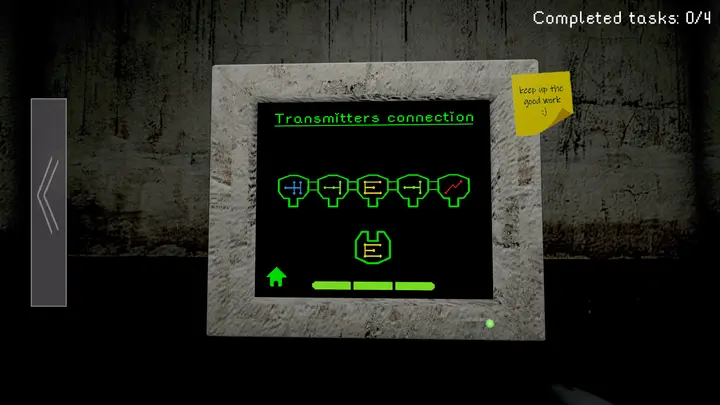 Completed tasks: 0/4
keep up the
good work
:)
Transmitters connection